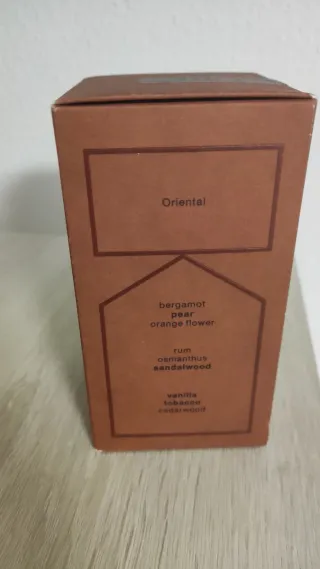 Oriental
bergamot
pear
orange flower
rum
osmanthus
sandalwood
vanilla
tobacco
cedarwood